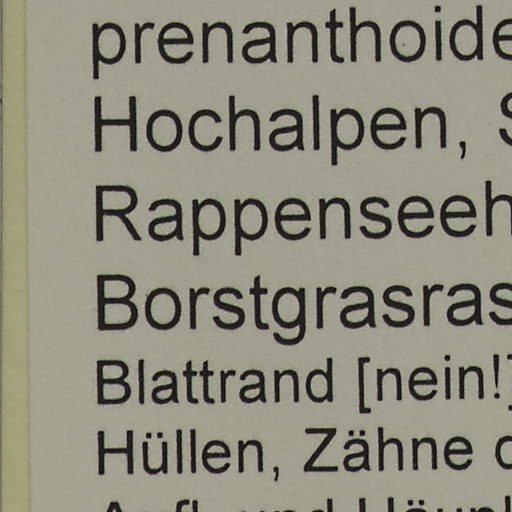 prenanthoide
Hochalpen,
Rappenseeh
Borstgrasras
Blattrand [nein!]
Hüllen, Zähne